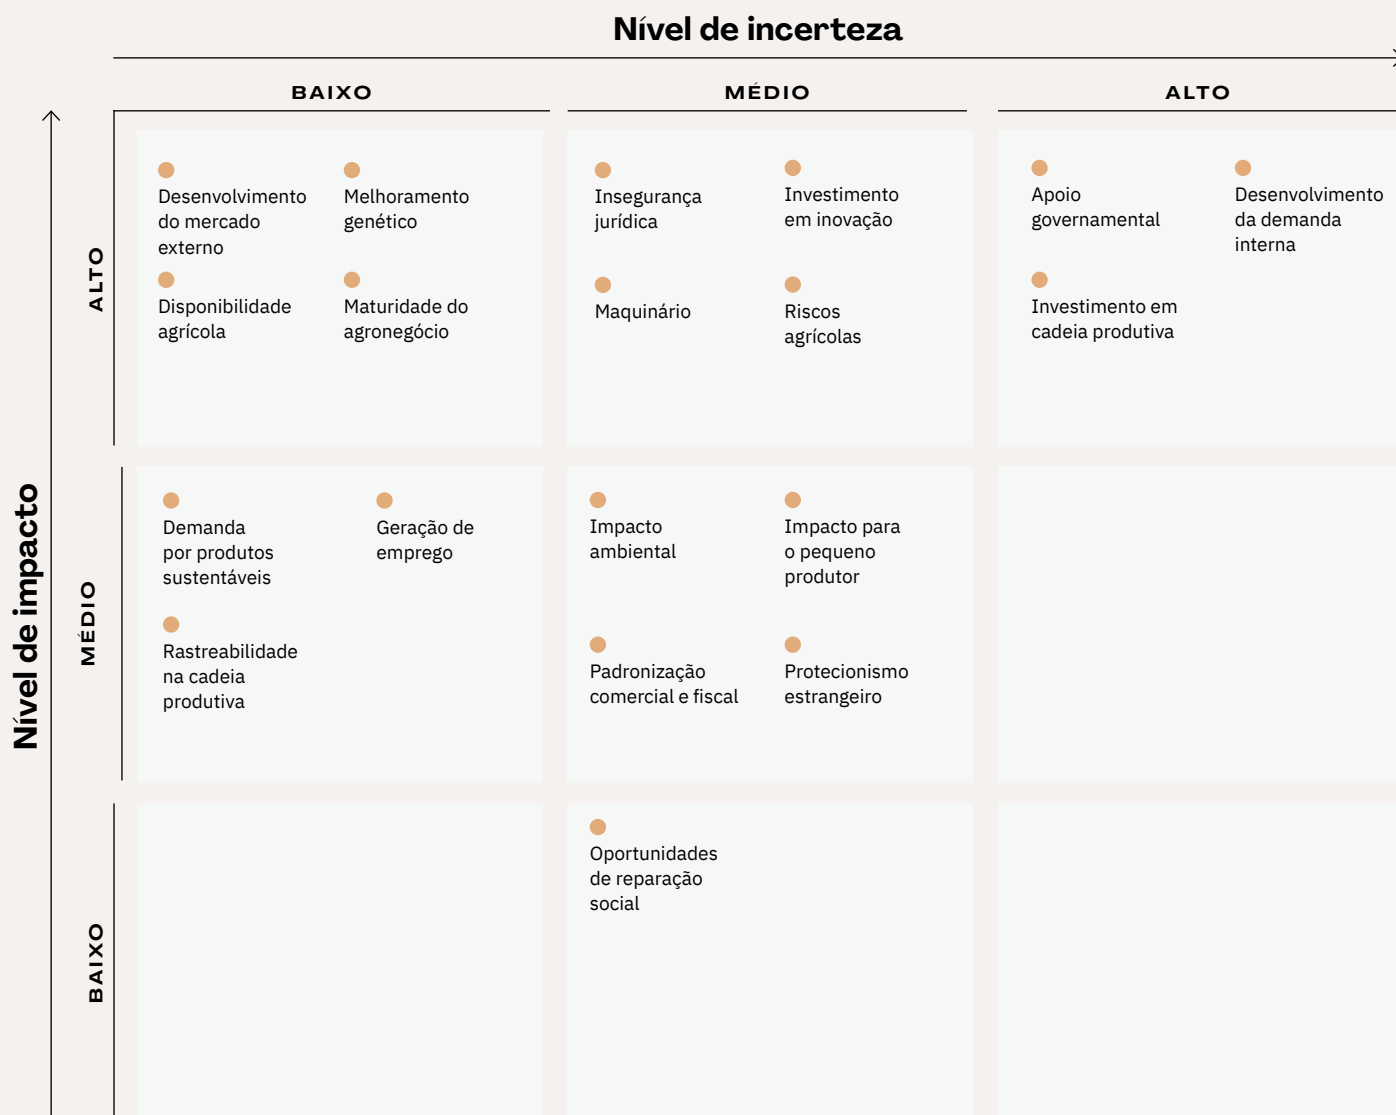 Nível de incerteza
BAIXO
MÉDIO
ALTO
Nível de impacto
ALTO
Desenvolvimento
do mercado
externo
Melhoramento
genético
Disponibilidade
agrícola
Maturidade do
agronegócio
Insegurança
jurídica
Investimento
em inovação
Maquinário
Riscos
agrícolas
Apoio
governamental
Desenvolvimento
da demanda
interna
Investimento em
cadeia produtiva
MÉDIO
Demanda
por produtos
sustentáveis
Geração de
emprego
Rastreabilidade
na cadeia
produtiva
Impacto
ambiental
Impacto para
o pequeno
produtor
Padronização
comercial e fiscal
Protecionismo
estrangeiro
BAIXO
Oportunidades
de reparação
social